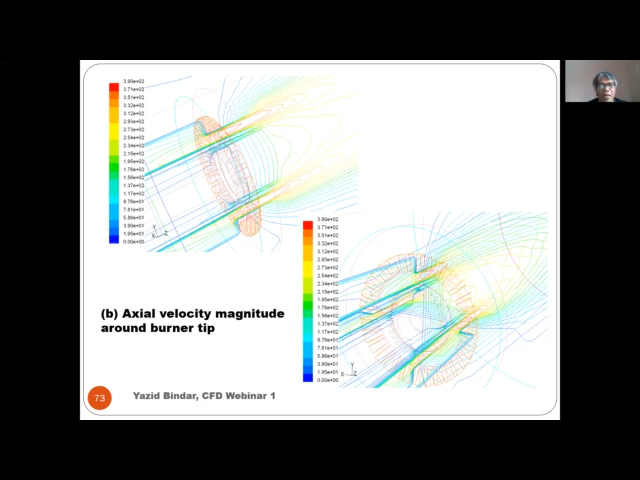 3.90e+02
3.71e+02
3.51e+02
3.32e+02
3.12e+02
2.93e+02
2.73e+02
2.54e+02
2.34e+02
2.15e+02
1.95e+02
1.76e+02
1.56e+02
1.37e+02
1.17e+02
9.76e+01
7.81e+01
5.86e+01
3.90e+01
1.95e+01
0.00e+00
Y
X Z
3.90e+02
3.71e+02
3.51e+02
3.32e+02
3.12e+02
2.93e+02
2.73e+02
2.54e+02
2.34e+02
2.15e+02
1.95e+02
1.76e+02
1.56e+02
1.37e+02
1.17e+02
9.76e+01
7.81e+01
5.86e+01
3.90e+01
1.95e+01
0.00e+00
Y
X Z
(b) Axial velocity magnitude
around burner tip
73 Yazid Bindar, CFD Webinar 1